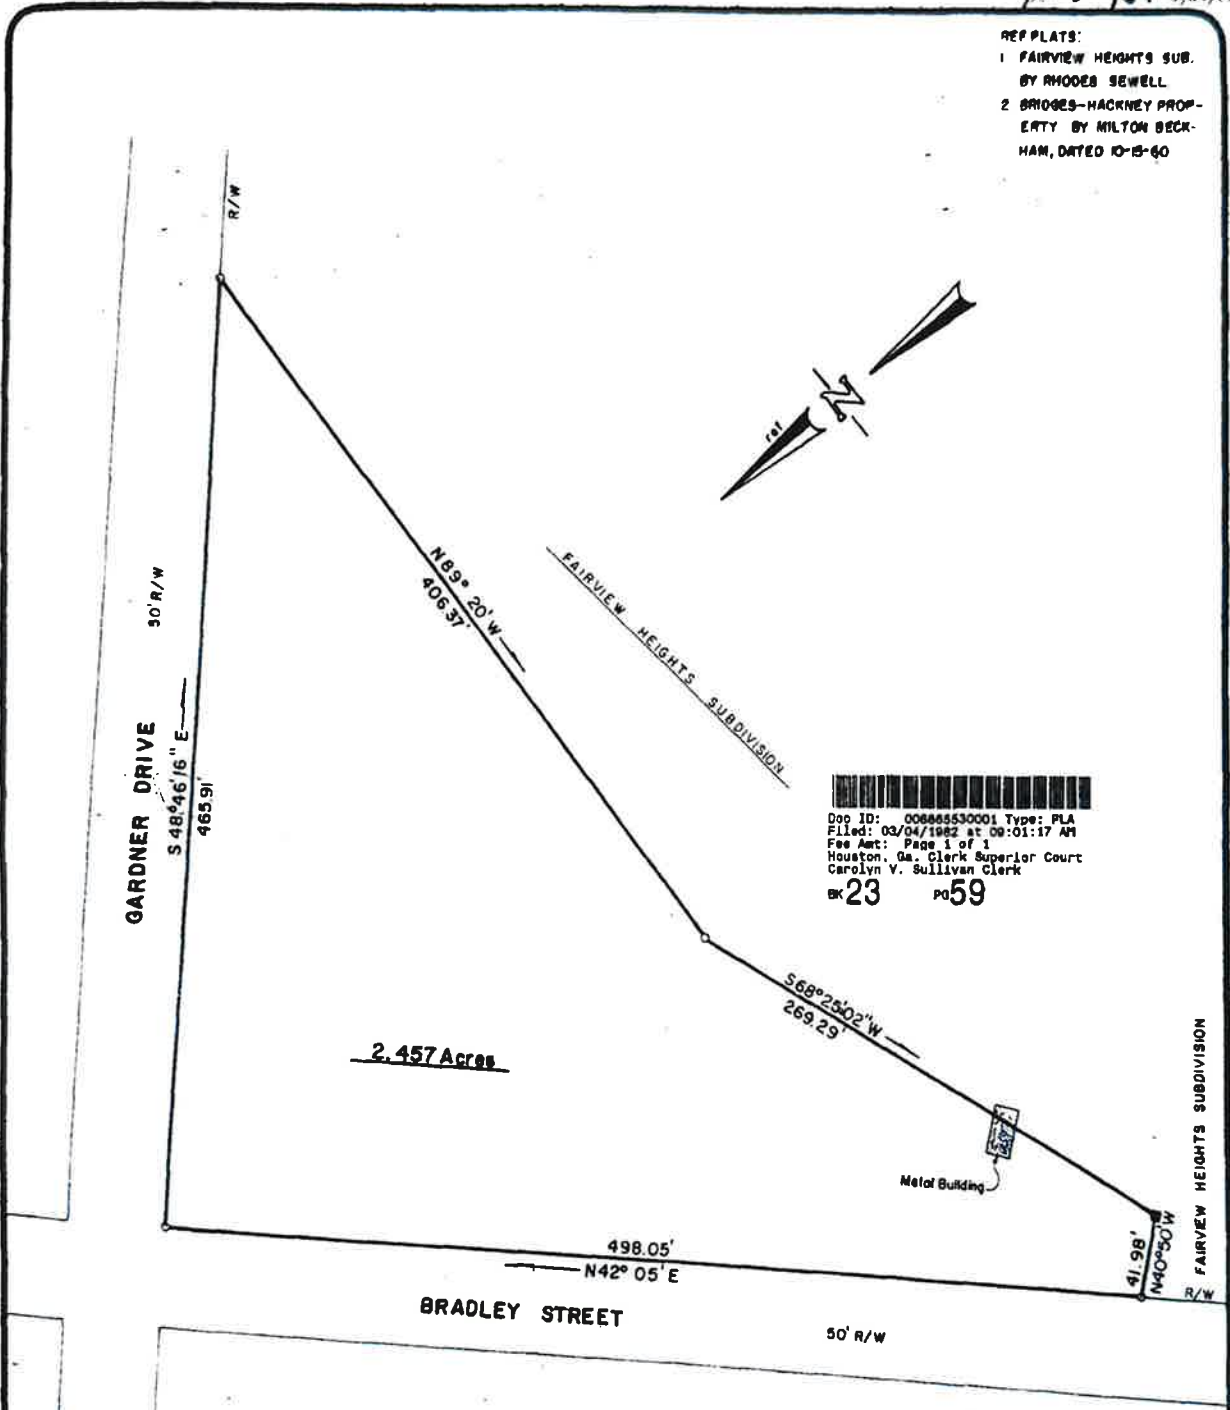 REF PLATS:
1 FAIRVIEW HEIGHTS SUB.
BY RHODES SEWELL
2 BRIDGES-HACKNEY PROP-
ERTY BY MILTON BECK-
HAM, DATED 10-15-60
R/W
N
ref
N89° 20' W
406.37'
FAIRVIEW HEIGHTS SUBDIVISION
50' R/W
GARDNER DRIVE
S 48°46'16" E
465.91'
Doc ID: 006865530001 Type: PLA
Filed: 03/04/1982 at 09:01:17 AM
Fee Amt: Page 1 of 1
Houston, Ga. Clerk Superior Court
Carolyn V. Sullivan Clerk
BK 23 PG 59
S68°25'02" W
269.29'
2.457 Acres
Metal Building
FAIRVIEW HEIGHTS SUBDIVISION
41.98'
N40°50'W
R/W
498.05'
N42° 05' E
BRADLEY STREET
50' R/W